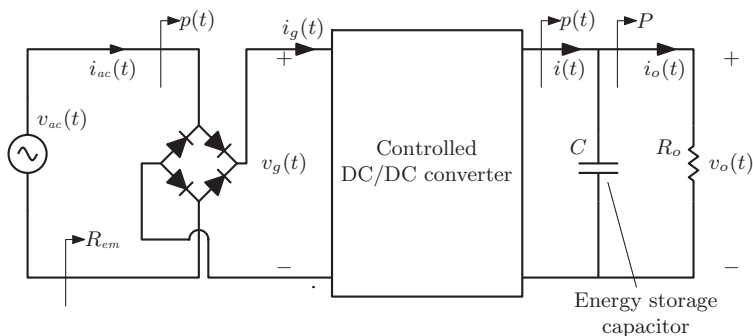 p(t)
i_g(t)
p(t)
P
i_ac(t)
+
i(t)
i_o(t)
+
v_ac(t)
v_g(t)
Controlled
DC/DC converter
C
R_o
v_o(t)
R_em
−
−
Energy storage
capacitor